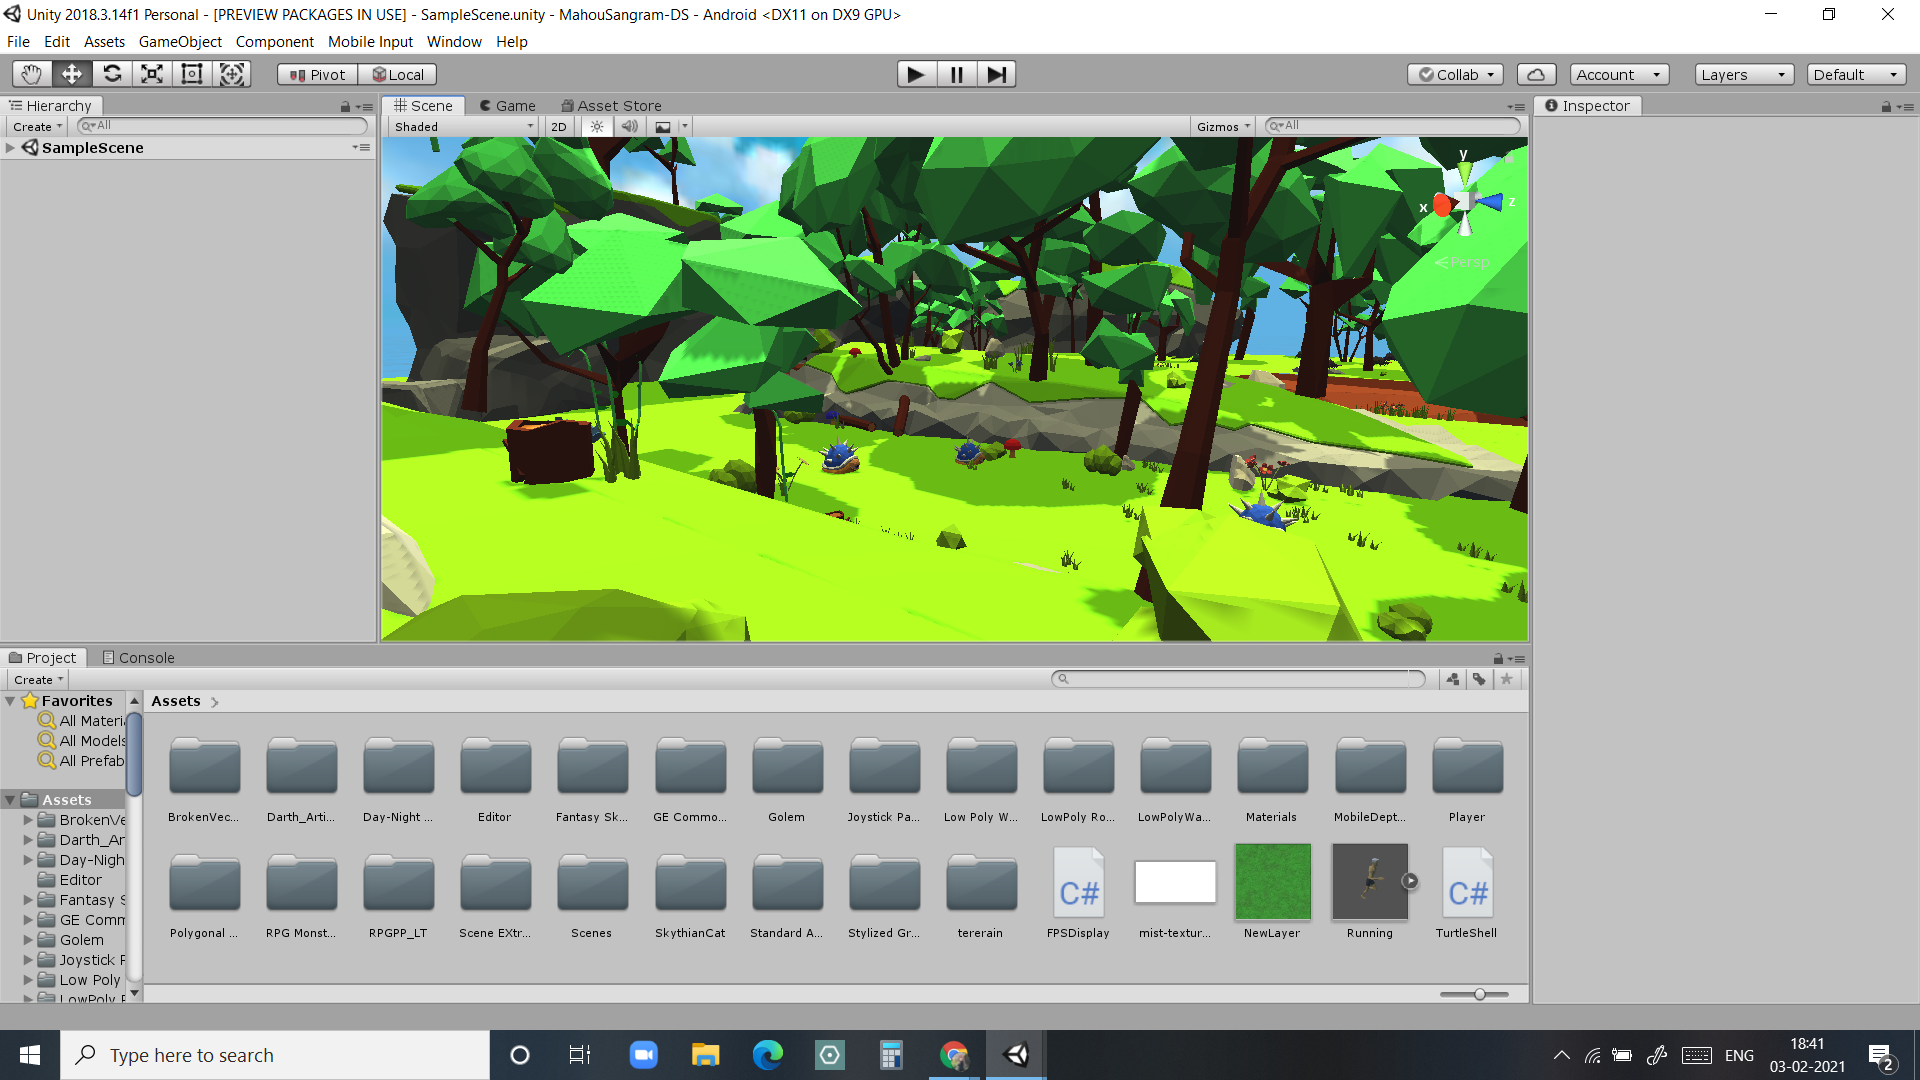 Unity 2018.3.14f1 Personal - [PREVIEW PACKAGES IN USE] - SampleScene.unity - MahouSangram-DS - Android <DX11 on DX9 GPU>
File Edit Assets GameObject Component Mobile Input Window Help
Pivot Local Collab Account Layers Default
Hierarchy Scene Game Asset Store Inspector
Create All Shaded 2D Gizmos All
SampleScene
y
x
z
Persp
Project Console
Create
Favorites Assets
All Materi
All Models
All Prefab
Assets
BrokenVe
Darth_Ar
Day-Nigh
Editor
Fantasy S
GE Comm
Golem
Joystick P
Low Poly
LowPoly R
BrokenVec... Darth_Arti... Day-Night ... Editor Fantasy Sk... GE Commo... Golem Joystick Pa... Low Poly W... LowPoly Ro... LowPolyWa... Materials MobileDept... Player
C# C#
Polygonal ... RPG Monst... RPGPP_LT Scene EXtr... Scenes SkythianCat Standard A... Stylized Gr... tererain FPSDisplay mist-textur... NewLayer Running TurtleShell
Type here to search
ENG
18:41
03-02-2021
2